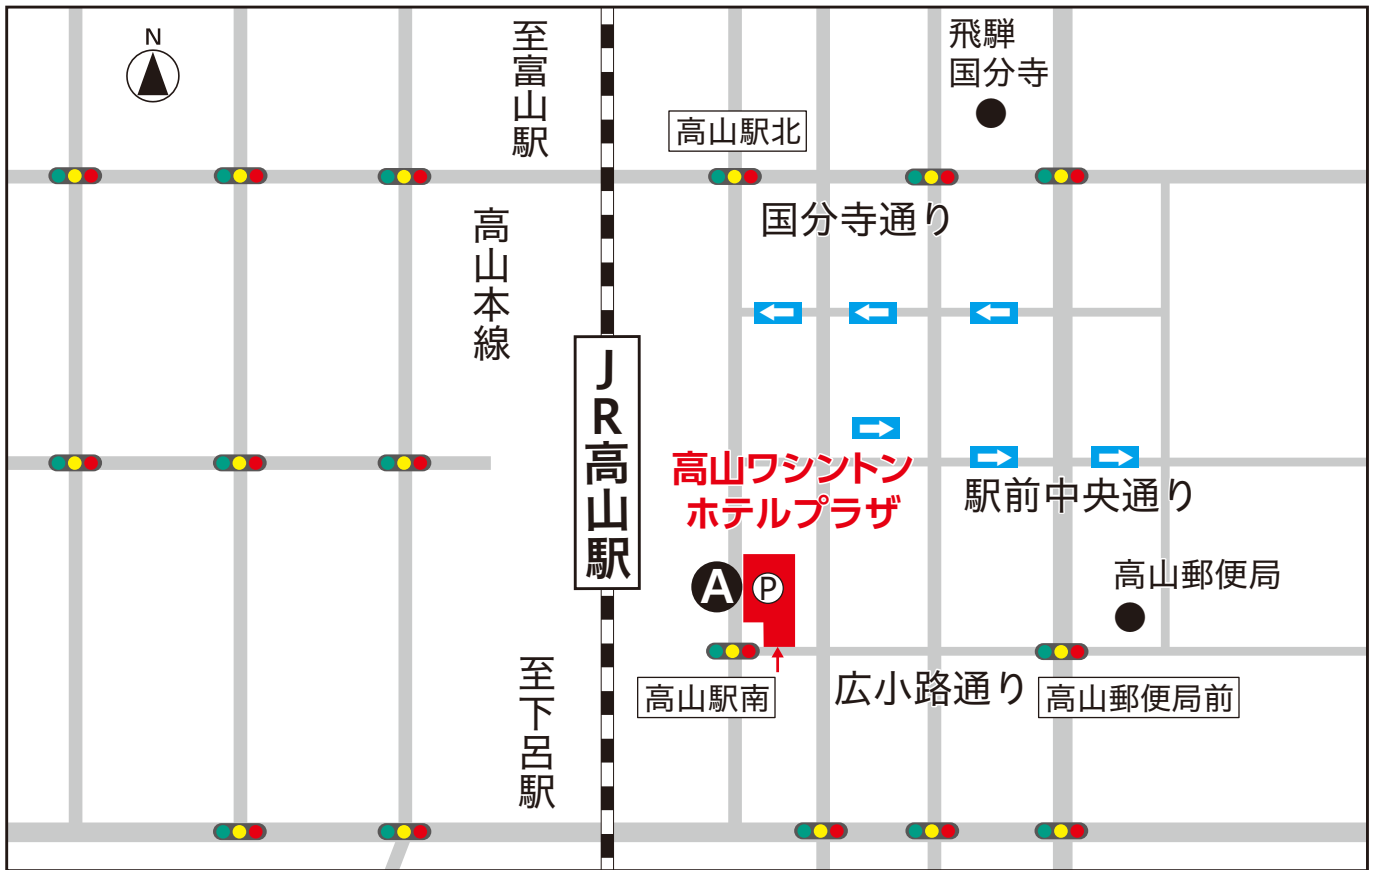 N
至富山駅
飛騨
国分寺
高山駅北
国分寺通り
高山本線
JR高山駅
高山ワシントン
ホテルプラザ
駅前中央通り
A
P
高山郵便局
至下呂駅
高山駅南
広小路通り
高山郵便局前